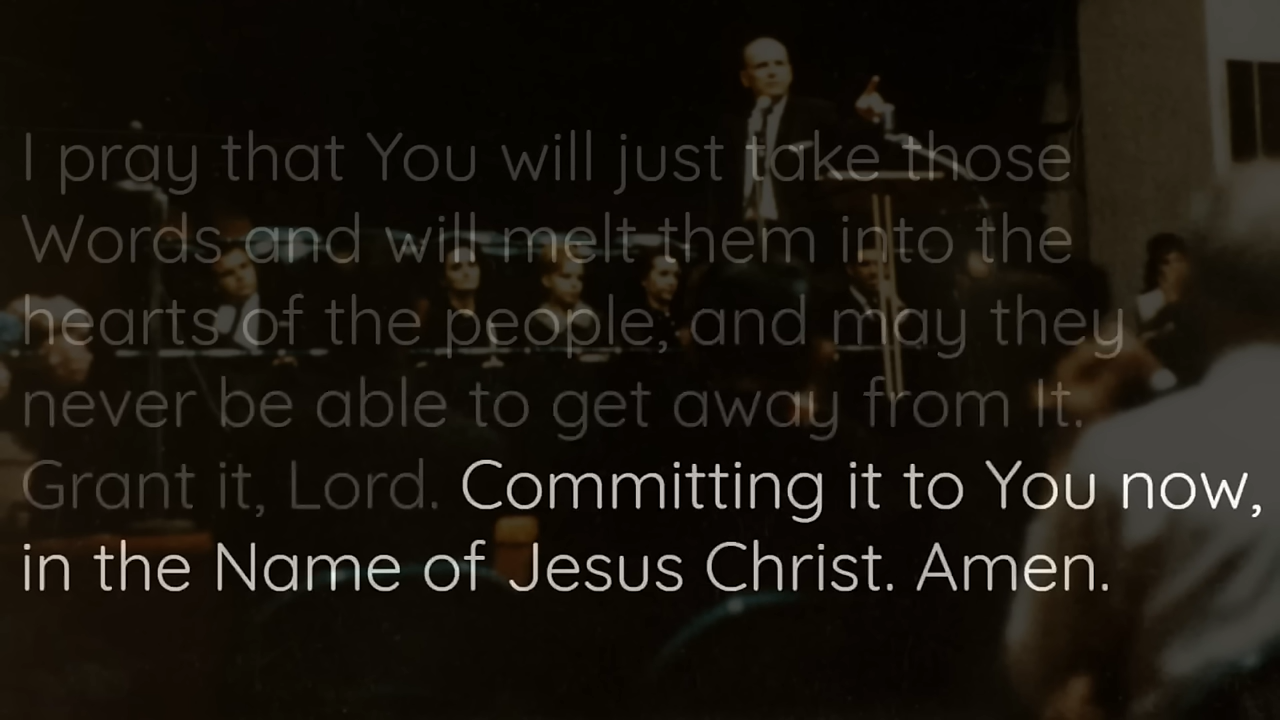 I pray that You will just take those
Words and will melt them into the
hearts of the people, and may they
never be able to get away from It.
Grant it, Lord. Committing it to You now,
in the Name of Jesus Christ. Amen.